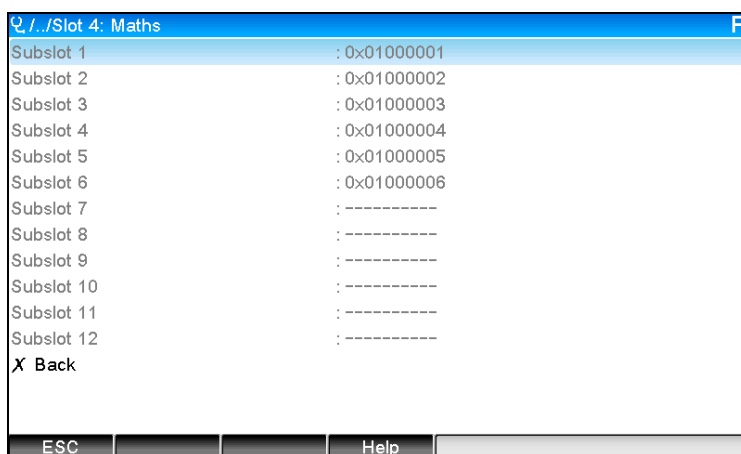 /../Slot 4: Maths F
Subslot 1 : 0x01000001
Subslot 2 : 0x01000002
Subslot 3 : 0x01000003
Subslot 4 : 0x01000004
Subslot 5 : 0x01000005
Subslot 6 : 0x01000006
Subslot 7 : ----------
Subslot 8 : ----------
Subslot 9 : ----------
Subslot 10 : ----------
Subslot 11 : ----------
Subslot 12 : ----------
X Back
ESC Help